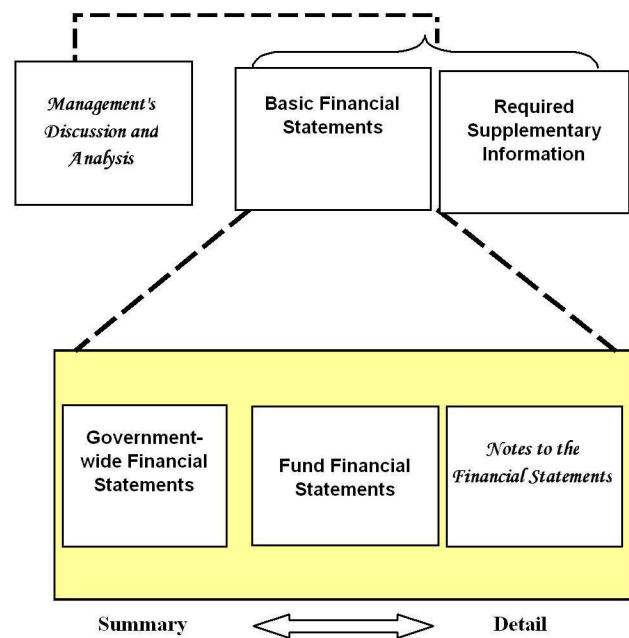 Management's
Discussion and
Analysis
Basic Financial
Statements
Required
Supplementary
Information
Government-
wide Financial
Statements
Fund Financial
Statements
Notes to the
Financial Statements
Summary
Detail